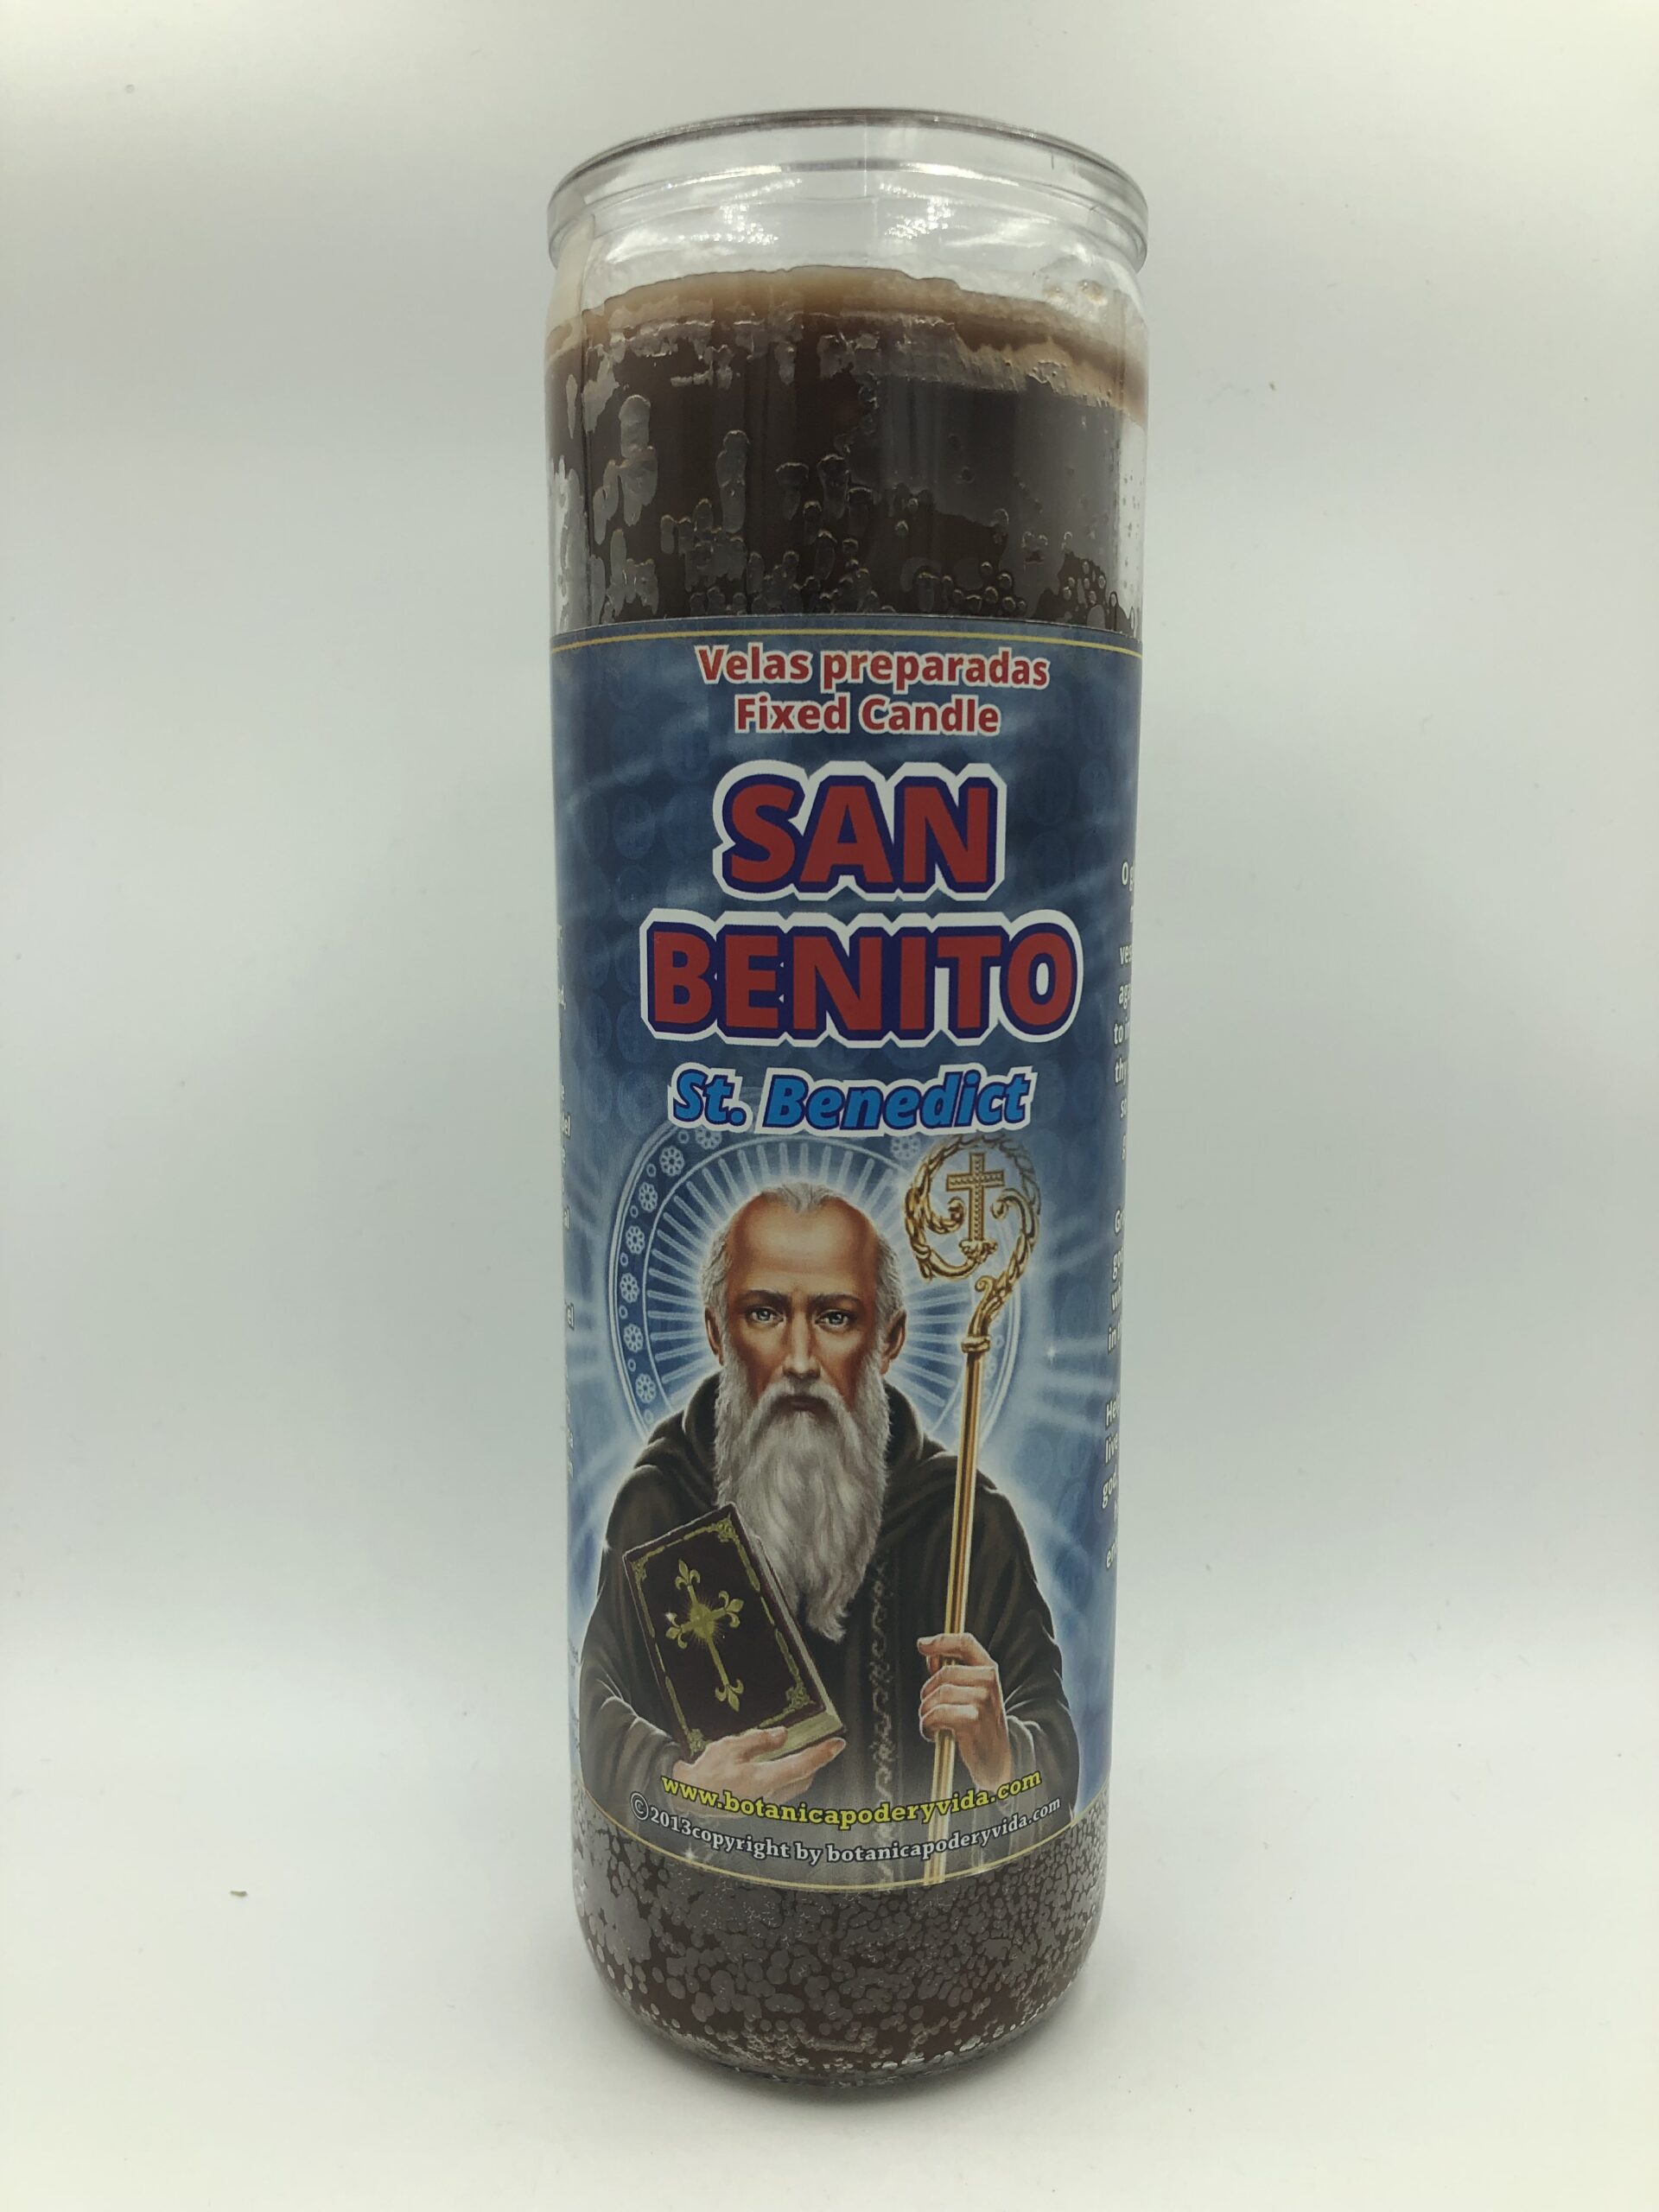 Velas preparadas
Fixed Candle
SAN
BENITO
St. Benedict
www.botanicapoderyvida.com
©2013copyright by botanicapoderyvida.com